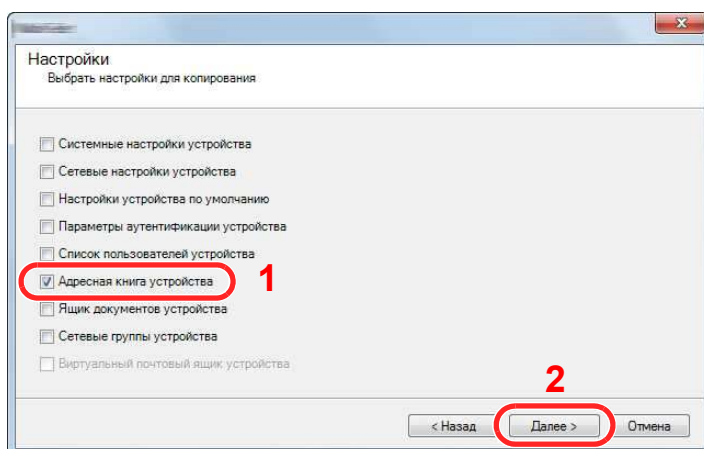 Настройки
Выбрать настройки для копирования
Системные настройки устройства
Сетевые настройки устройства
Настройки устройства по умолчанию
Параметры аутентификации устройства
Список пользователей устройства
Адресная книга устройства 1
Ящик документов устройства
Сетевые группы устройства
Виртуальный почтовый ящик устройства
2
< Назад Далее > Отмена